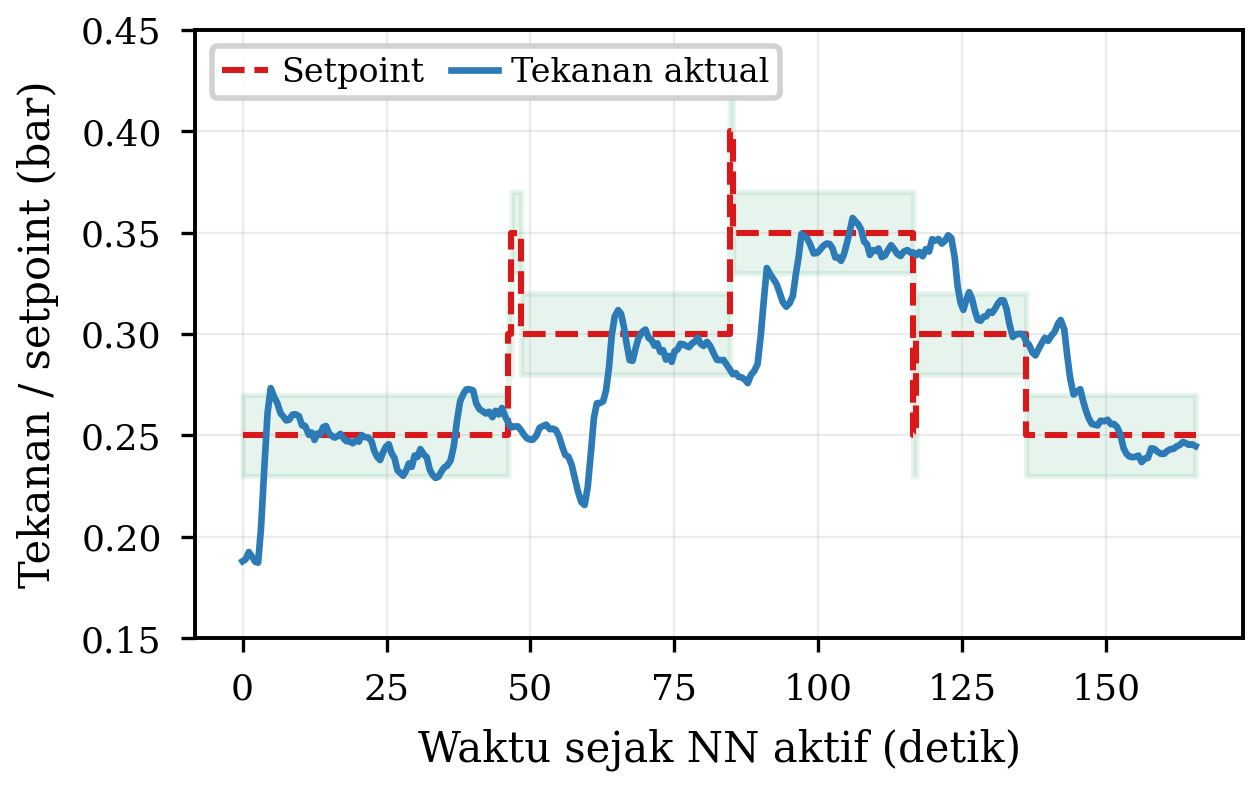 0.45
Setpoint Tekanan aktual
0.40
0.35
0.30
0.25
0.20
0.15
Tekanan / setpoint (bar)
0 25 50 75 100 125 150
Waktu sejak NN aktif (detik)